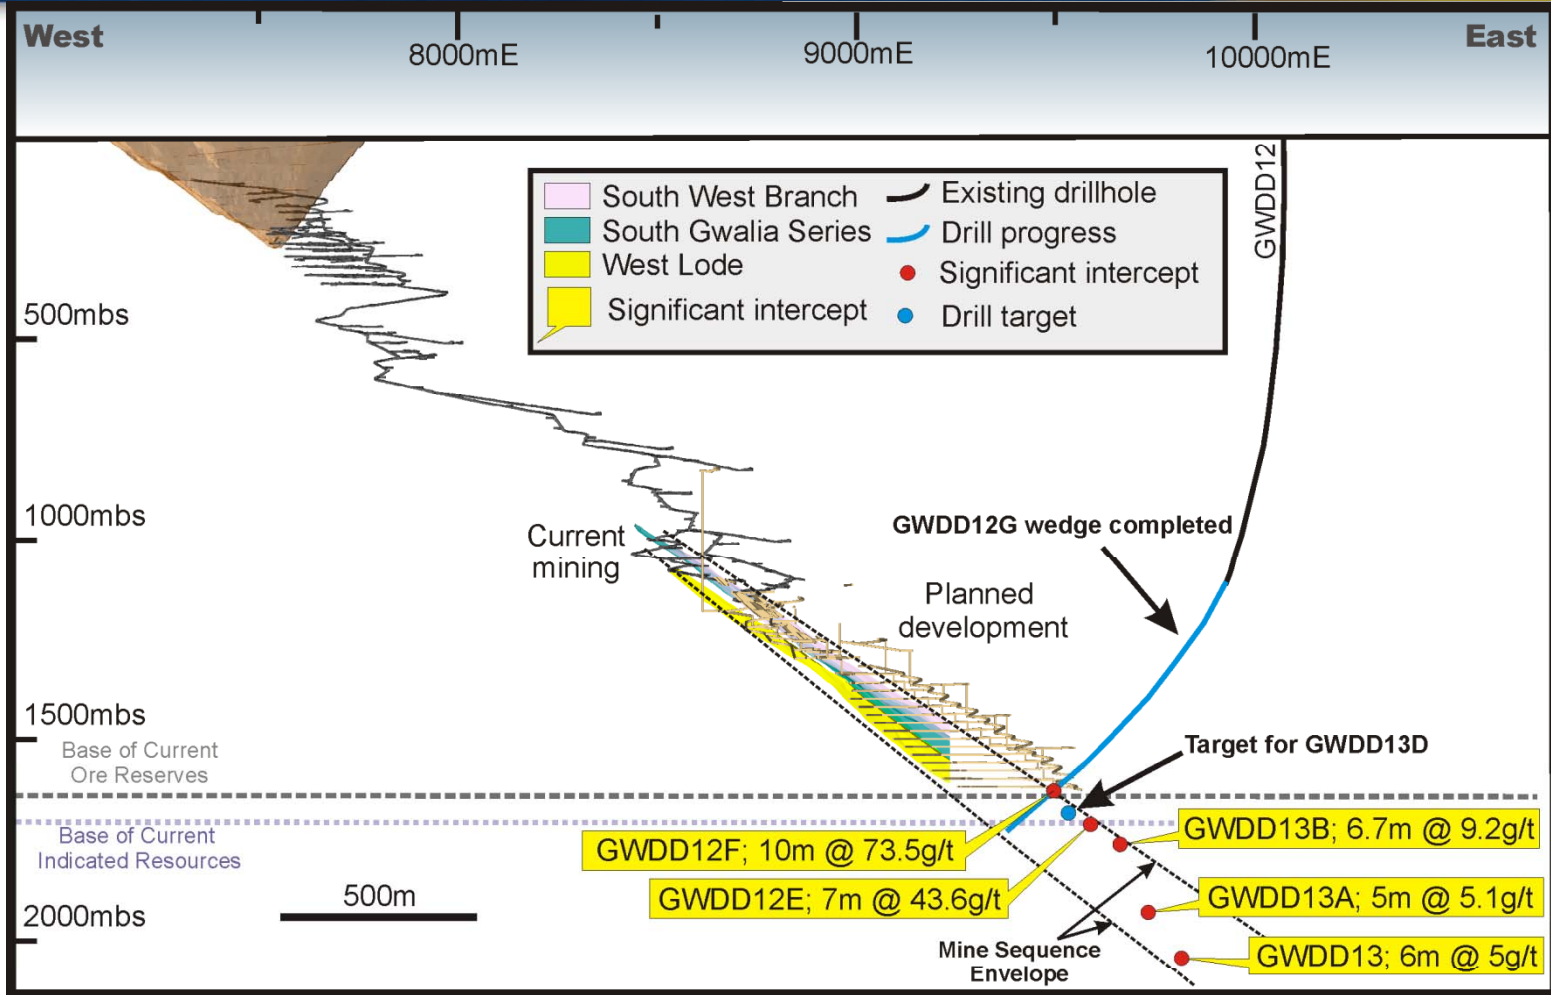 West
8000mE
9000mE
10000mE
East
GWDD12
South West Branch
Existing drillhole
South Gwalia Series
Drill progress
West Lode
Significant intercept
Significant intercept
Drill target
500mbs
1000mbs
Current
mining
GWDD12G wedge completed
Planned
development
1500mbs
Base of Current
Ore Reserves
Target for GWDD13D
Base of Current
Indicated Resources
GWDD12F; 10m @ 73.5g/t
GWDD13B; 6.7m @ 9.2g/t
GWDD12E; 7m @ 43.6g/t
GWDD13A; 5m @ 5.1g/t
500m
2000mbs
Mine Sequence
Envelope
GWDD13; 6m @ 5g/t